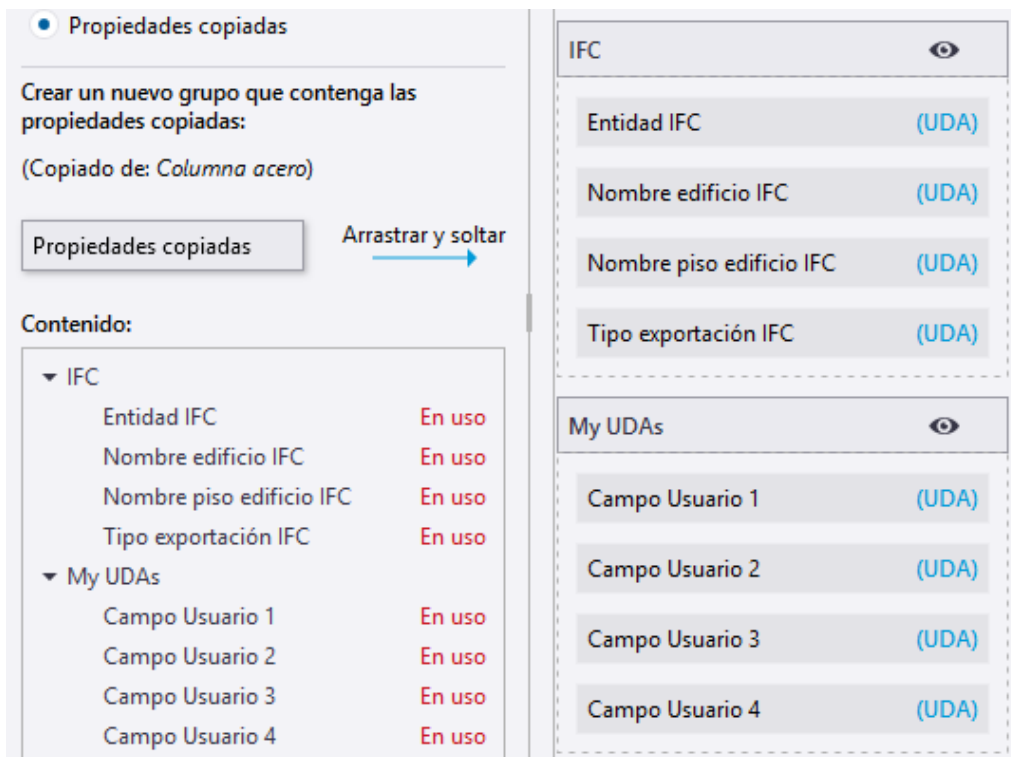 Propiedades copiadas
Crear un nuevo grupo que contenga las
propiedades copiadas:
(Copiado de: Columna acero)
Propiedades copiadas
Arrastrar y soltar
Contenido:
IFC
Entidad IFC En uso
Nombre edificio IFC En uso
Nombre piso edificio IFC En uso
Tipo exportación IFC En uso
My UDAs
Campo Usuario 1 En uso
Campo Usuario 2 En uso
Campo Usuario 3 En uso
Campo Usuario 4 En uso
IFC
Entidad IFC (UDA)
Nombre edificio IFC (UDA)
Nombre piso edificio IFC (UDA)
Tipo exportación IFC (UDA)
My UDAs
Campo Usuario 1 (UDA)
Campo Usuario 2 (UDA)
Campo Usuario 3 (UDA)
Campo Usuario 4 (UDA)